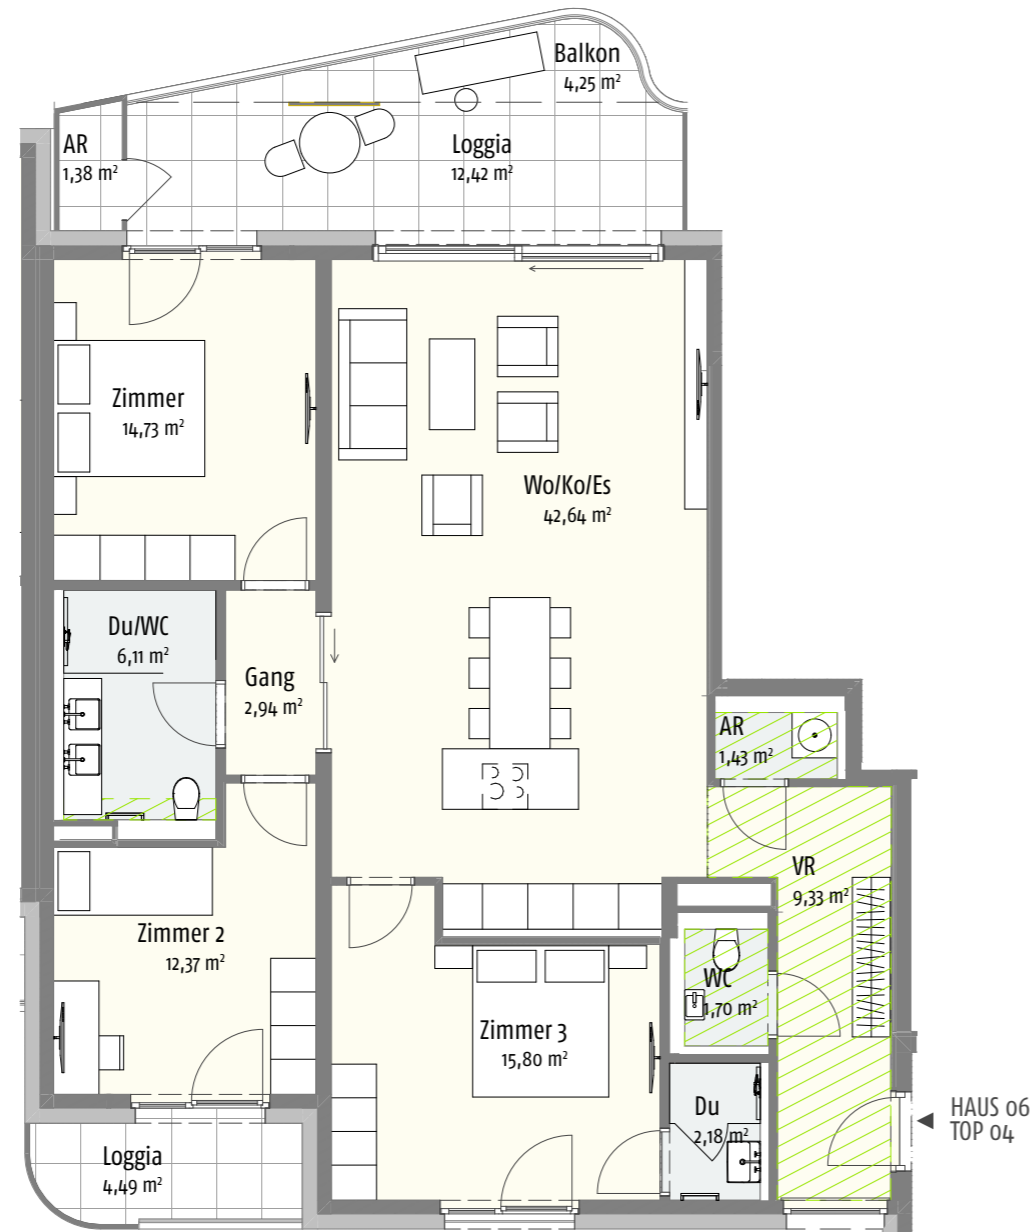 Balkon
4,25 m²
AR
1,38 m²
Loggia
12,42 m²
Zimmer
14,73 m²
Wo/Ko/Es
42,64 m²
Du/WC
6,11 m²
Gang
2,94 m²
AR
1,43 m²
VR
9,33 m²
Zimmer 2
12,37 m²
WC
1,70 m²
Zimmer 3
15,80 m²
Du
2,18 m²
HAUS 06
TOP 04
Loggia
4,49 m²